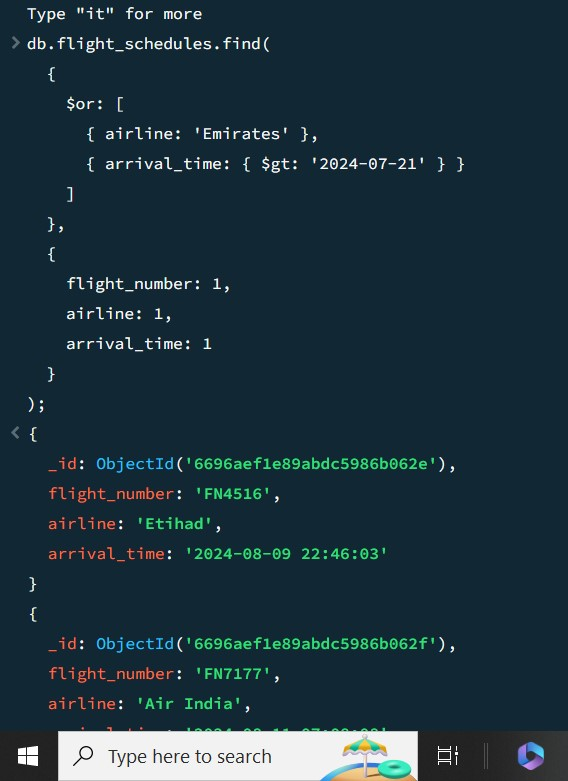 Type "it" for more
> db.flight_schedules.find(
{
$or: [
{ airline: 'Emirates' },
{ arrival_time: { $gt: '2024-07-21' } }
]
},
{
flight_number: 1,
airline: 1,
arrival_time: 1
}
);
< {
_id: ObjectId('6696aef1e89abdc5986b062e'),
flight_number: 'FN4516',
airline: 'Etihad',
arrival_time: '2024-08-09 22:46:03'
}
{
_id: ObjectId('6696aef1e89abdc5986b062f'),
flight_number: 'FN7177',
airline: 'Air India',
Type here to search